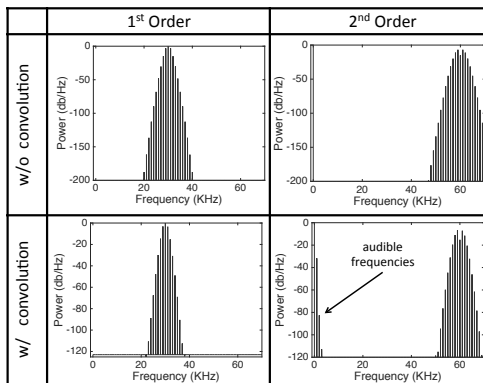 1st Order
2nd Order
w/o convolution
Power (db/Hz)
0
-50
-100
-150
-200
0 20 40 60
Frequency (KHz)
Power (db/Hz)
0
-50
-100
-150
-200
0 20 40 60
Frequency (KHz)
w/ convolution
Power (db/Hz)
0
-20
-40
-60
-80
-100
-120
0 20 40 60
Frequency (KHz)
Power (db/Hz)
0
-20
-40
-60
-80
-100
-120
0 20 40 60
Frequency (KHz)
audible
frequencies